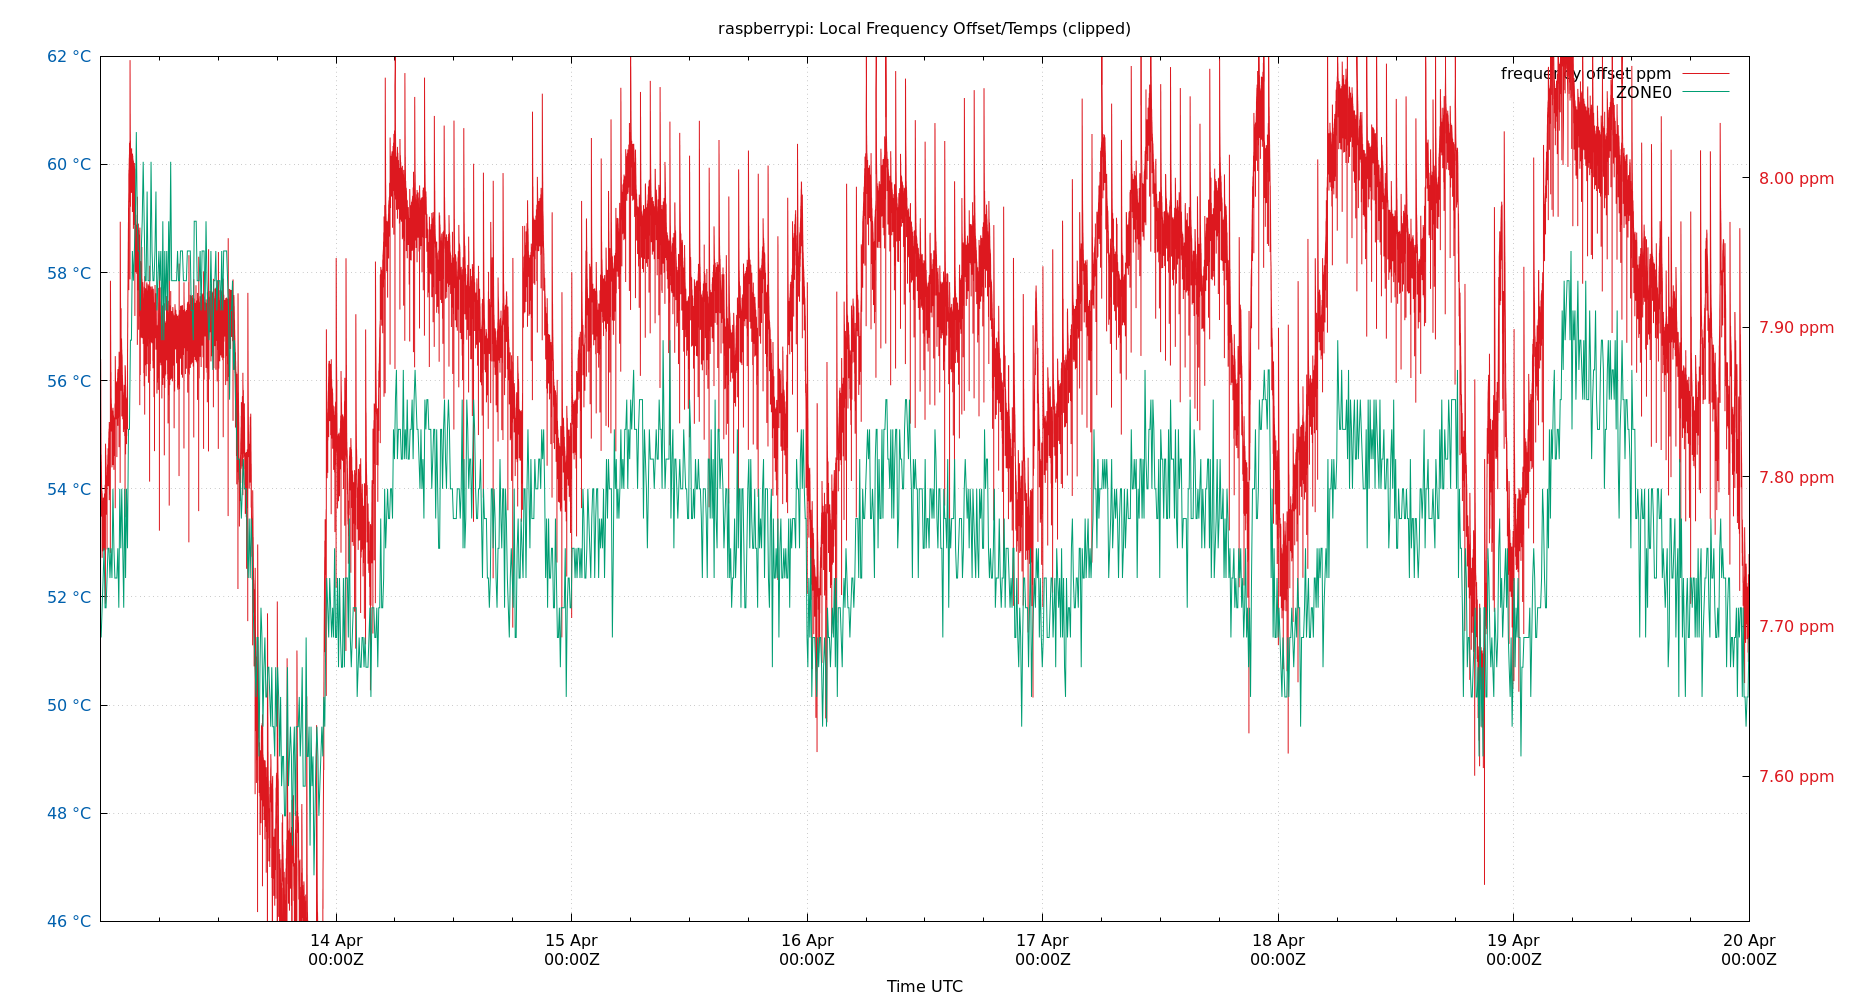 raspberrypi: Local Frequency Offset/Temps (clipped)
frequency offset ppm
ZONE0
62 °C
60 °C
58 °C
56 °C
54 °C
52 °C
50 °C
48 °C
46 °C
8.00 ppm
7.90 ppm
7.80 ppm
7.70 ppm
7.60 ppm
14 Apr
00:00Z
15 Apr
00:00Z
16 Apr
00:00Z
17 Apr
00:00Z
18 Apr
00:00Z
19 Apr
00:00Z
20 Apr
00:00Z
Time UTC